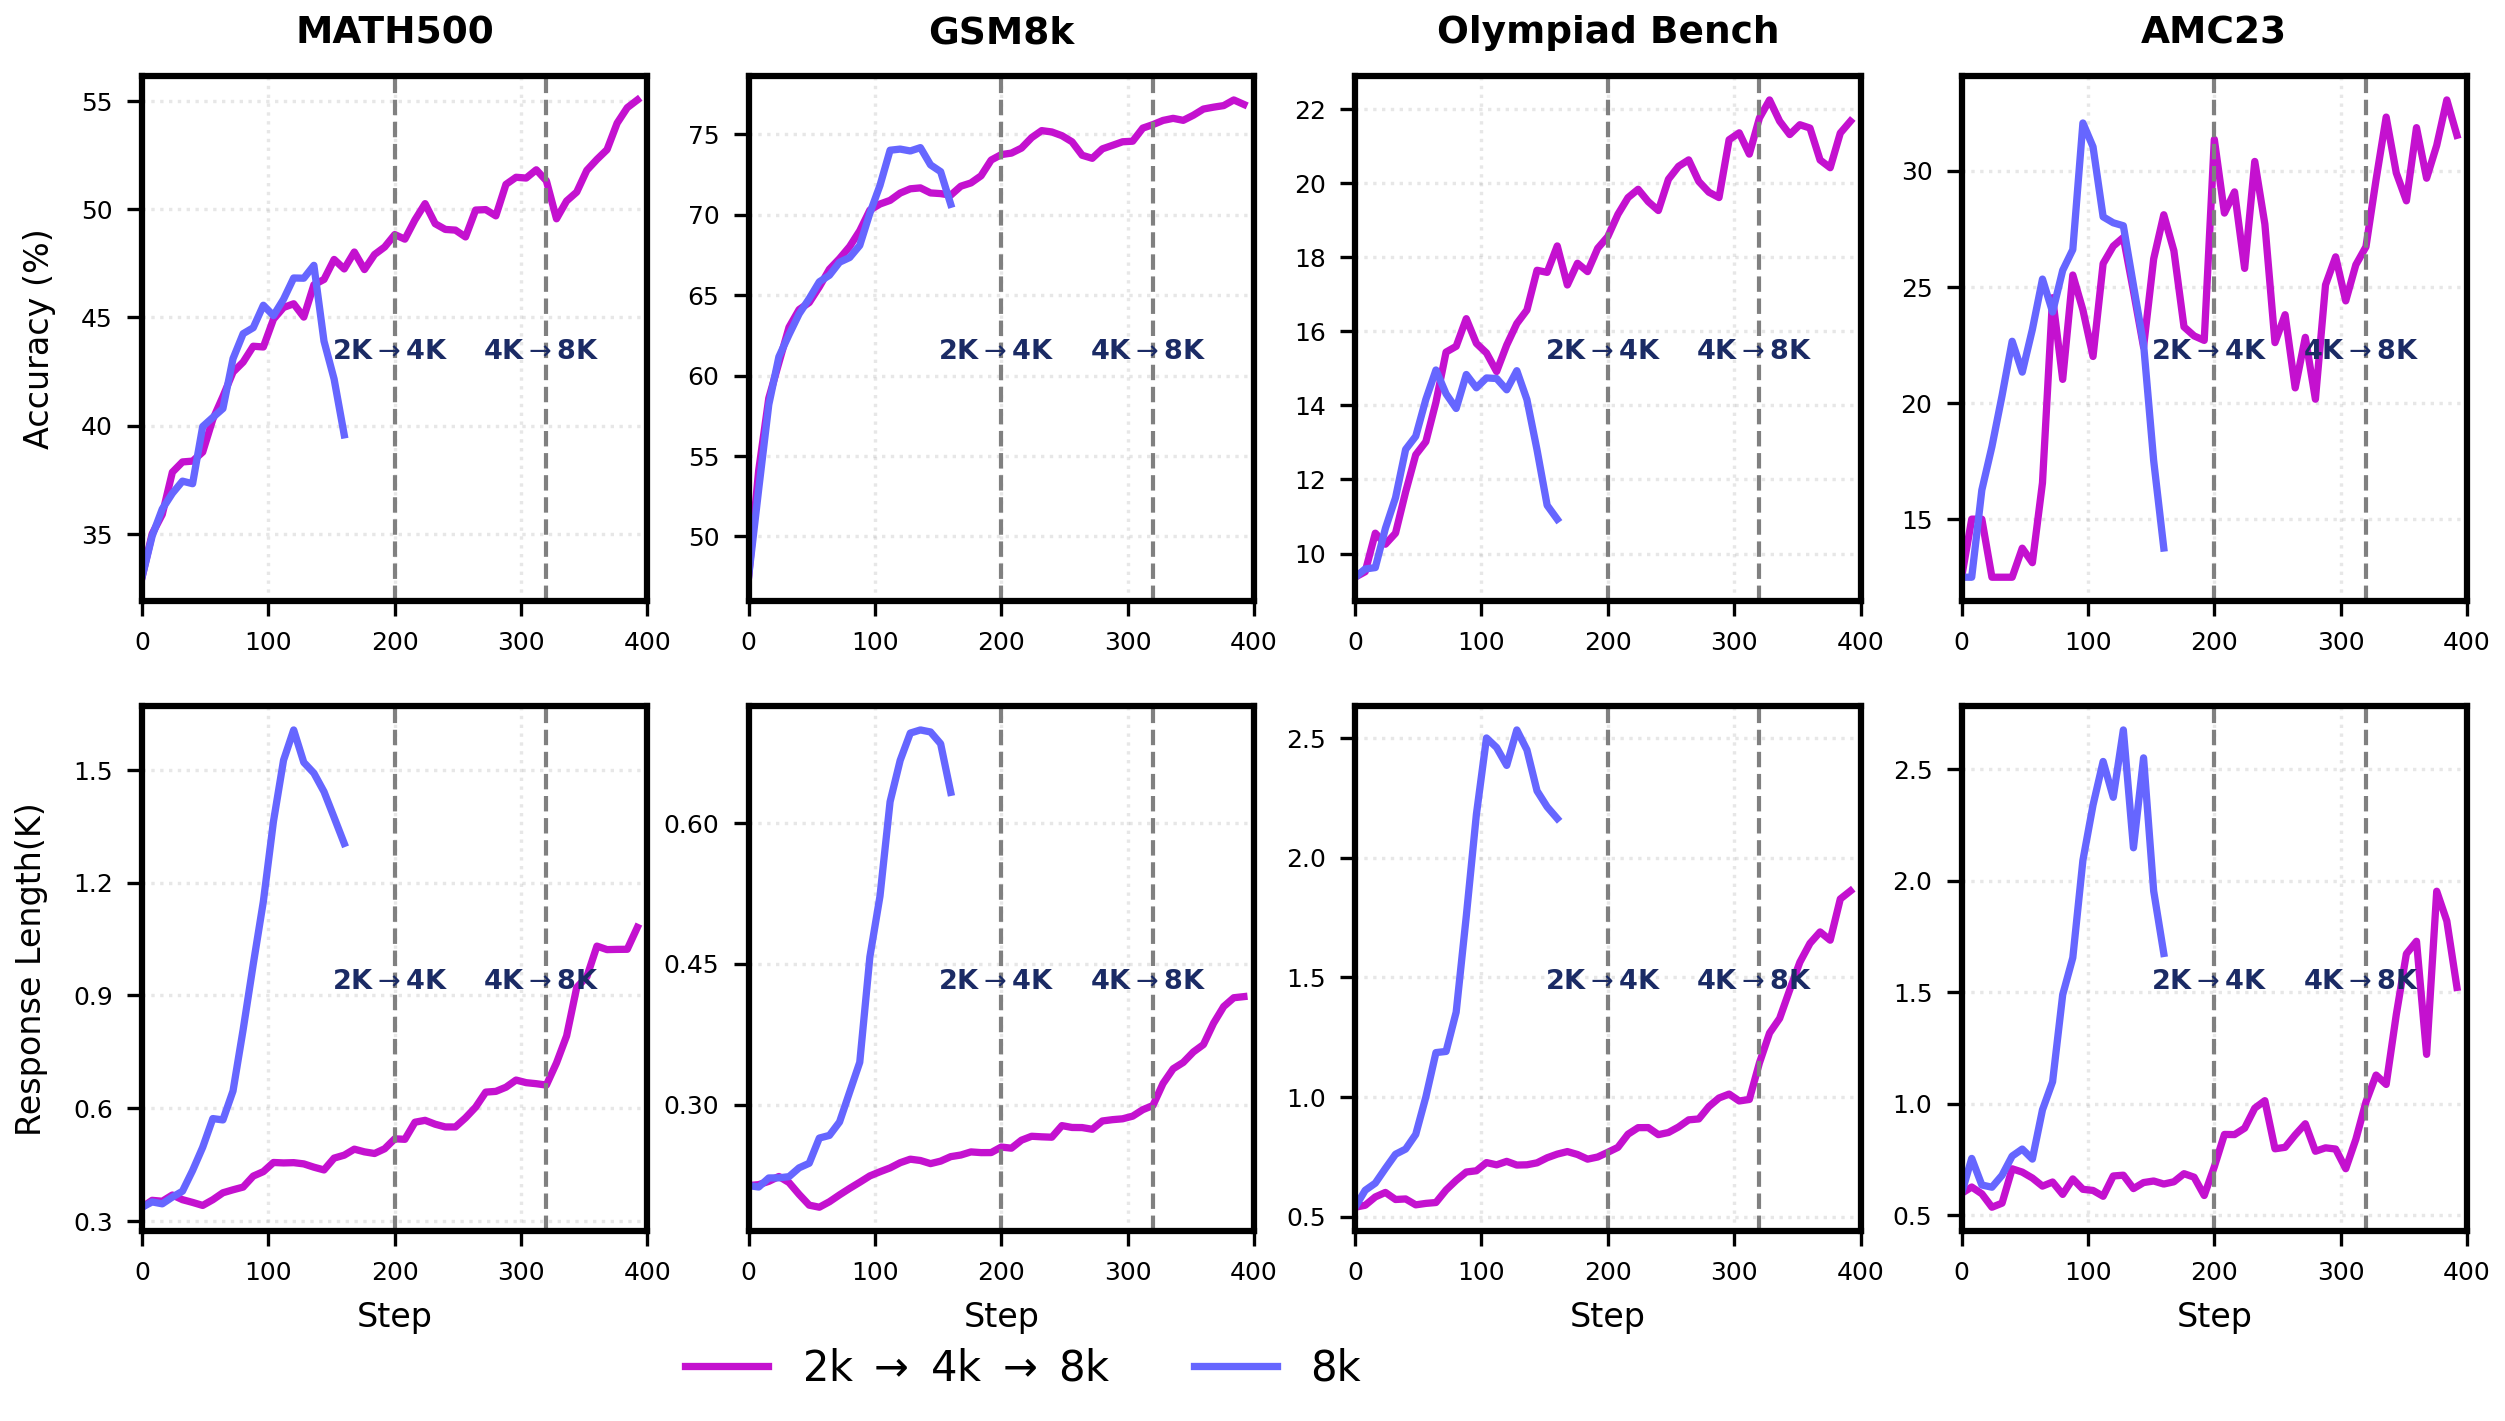 MATH500
GSM8k
Olympiad Bench
AMC23
Accuracy (%)
55
50
45
40
35
2K→4K
4K→8K
0 100 200 300 400
75
70
65
60
55
50
2K→4K
4K→8K
0 100 200 300 400
22
20
18
16
14
12
10
2K→4K
4K→8K
0 100 200 300 400
30
25
20
15
2K→4K
4K→8K
0 100 200 300 400
Response Length(K)
1.5
1.2
0.9
0.6
0.3
2K→4K
4K→8K
0 100 200 300 400
Step
0.60
0.45
0.30
2K→4K
4K→8K
0 100 200 300 400
Step
2.5
2.0
1.5
1.0
0.5
2K→4K
4K→8K
0 100 200 300 400
Step
2.5
2.0
1.5
1.0
0.5
2K→4K
4K→8K
0 100 200 300 400
Step
2k → 4k → 8k
8k